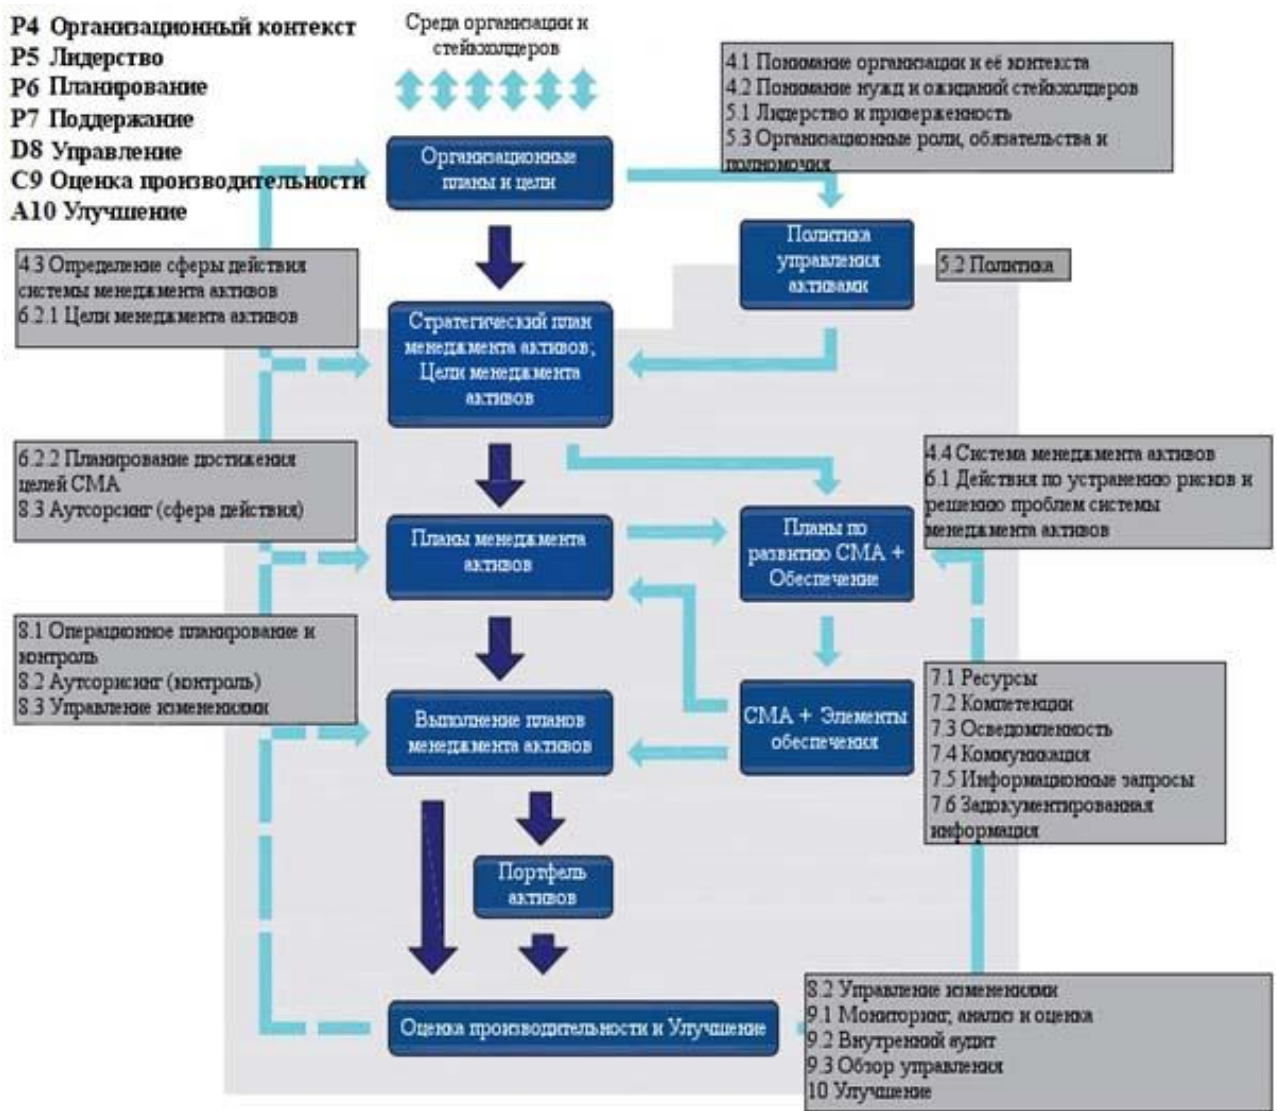 P4 Организационный контекст
P5 Лидерство
P6 Планирование
P7 Поддержание
D8 Управление
C9 Оценка производительности
A10 Улучшение
Среда организации и
стейкхолдеров
4.1 Понимание организации и её контекста
4.2 Понимание нужд и ожиданий стейкхолдеров
5.1 Лидерство и приверженность
5.3 Организационные роли, обязательства и
полномочия
Организационные
планы и цели
Политика
управления
активами
5.2 Политика
4.3 Определение сферы действия
системы менеджмента активов
6.2.1 Цели менеджмента активов
Стратегический план
менеджмента активов;
Цели менеджмента
активов
6.2.2 Планирование достижения
целей СМА
8.3 Аутсорсинг (сфера действия)
4.4 Система менеджмента активов
6.1 Действия по устранению рисков и
решению проблем системы
менеджмента активов
Планы менеджмента
активов
Планы по
развитию СМА +
Обеспечение
8.1 Операционное планирование и
контроль
8.2 Аутсорисинг (контроль)
8.3 Управление изменениями
Выполнение планов
менеджмента активов
СМА + Элементы
обеспечения
7.1 Ресурсы
7.2 Компетенции
7.3 Осведомленность
7.4 Коммуникация
7.5 Информационные запросы
7.6 Задокументированная
информация
Портфель
активов
Оценка производительности и Улучшение
8.2 Управление изменениями
9.1 Мониторинг, анализ и оценка
9.2 Внутренний аудит
9.3 Обзор управления
10 Улучшение